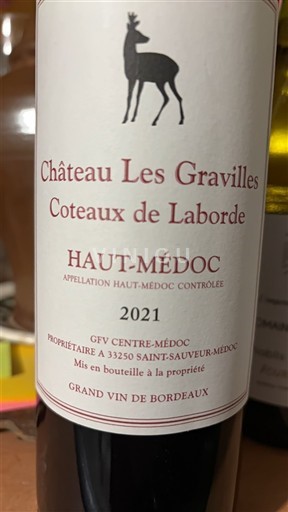 Château Les Gravilles
Coteaux de Laborde
HAUT-MÉDOC
APPELLATION HAUT-MÉDOC CONTRÔLÉE
2021
GFV CENTRE-MÉDOC
PROPRIÉTAIRE A 33250 SAINT-SAUVEUR-MÉDOC
Mis en bouteille à la propriété
GRAND VIN DE BORDEAUX